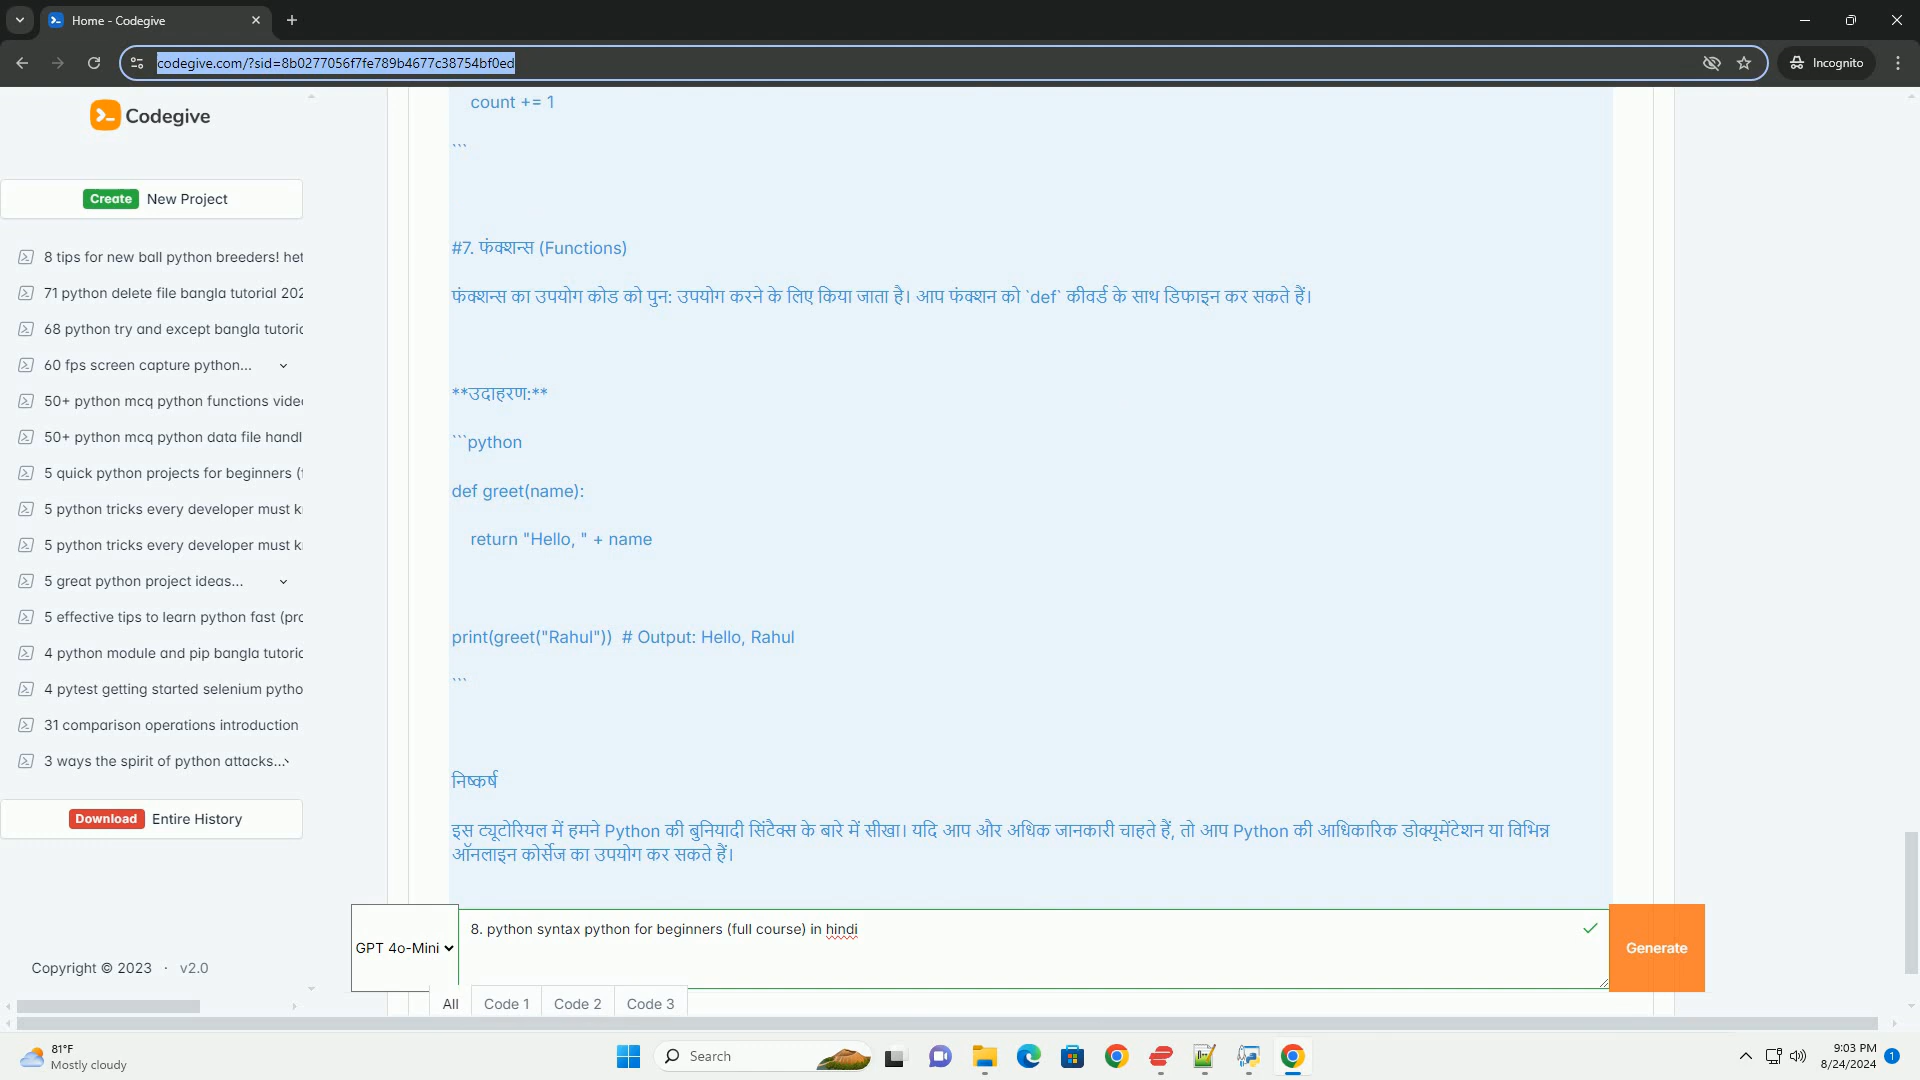 Home - Codegive
codegive.com/?sid=8b0277056f7fe789b4677c38754bf0ed
Incognito
Codegive
Create New Project
8 tips for new ball python breeders! het
71 python delete file bangla tutorial 202
68 python try and except bangla tutoric
60 fps screen capture python...
50+ python mcq python functions vide
50+ python mcq python data file handl
5 quick python projects for beginners (
5 python tricks every developer must k
5 python tricks every developer must k
5 great python project ideas...
5 effective tips to learn python fast (pro
4 python module and pip bangla tutoric
4 pytest getting started selenium pytho
31 comparison operations introduction
3 ways the spirit of python attacks...
Download Entire History
Copyright © 2023 · v2.0
count += 1
```
#7. फंक्शन्स (Functions)
फंक्शन्स का उपयोग कोड को पुन: उपयोग करने के लिए किया जाता है। आप फंक्शन को `def` कीवर्ड के साथ डिफाइन कर सकते हैं।
**उदाहरण:**
```python
def greet(name):
return "Hello, " + name
print(greet("Rahul")) # Output: Hello, Rahul
```
निष्कर्ष
इस ट्यूटोरियल में हमने Python की बुनियादी सिंटैक्स के बारे में सीखा। यदि आप और अधिक जानकारी चाहते हैं, तो आप Python की आधिकारिक डोक्यूमेंटेशन या विभिन्न
ऑनलाइन कोर्सेज का उपयोग कर सकते हैं।
GPT 4o-Mini
8. python syntax python for beginners (full course) in hindi
Generate
All Code 1 Code 2 Code 3
81°F
Mostly cloudy
Search
9:03 PM
8/24/2024
1